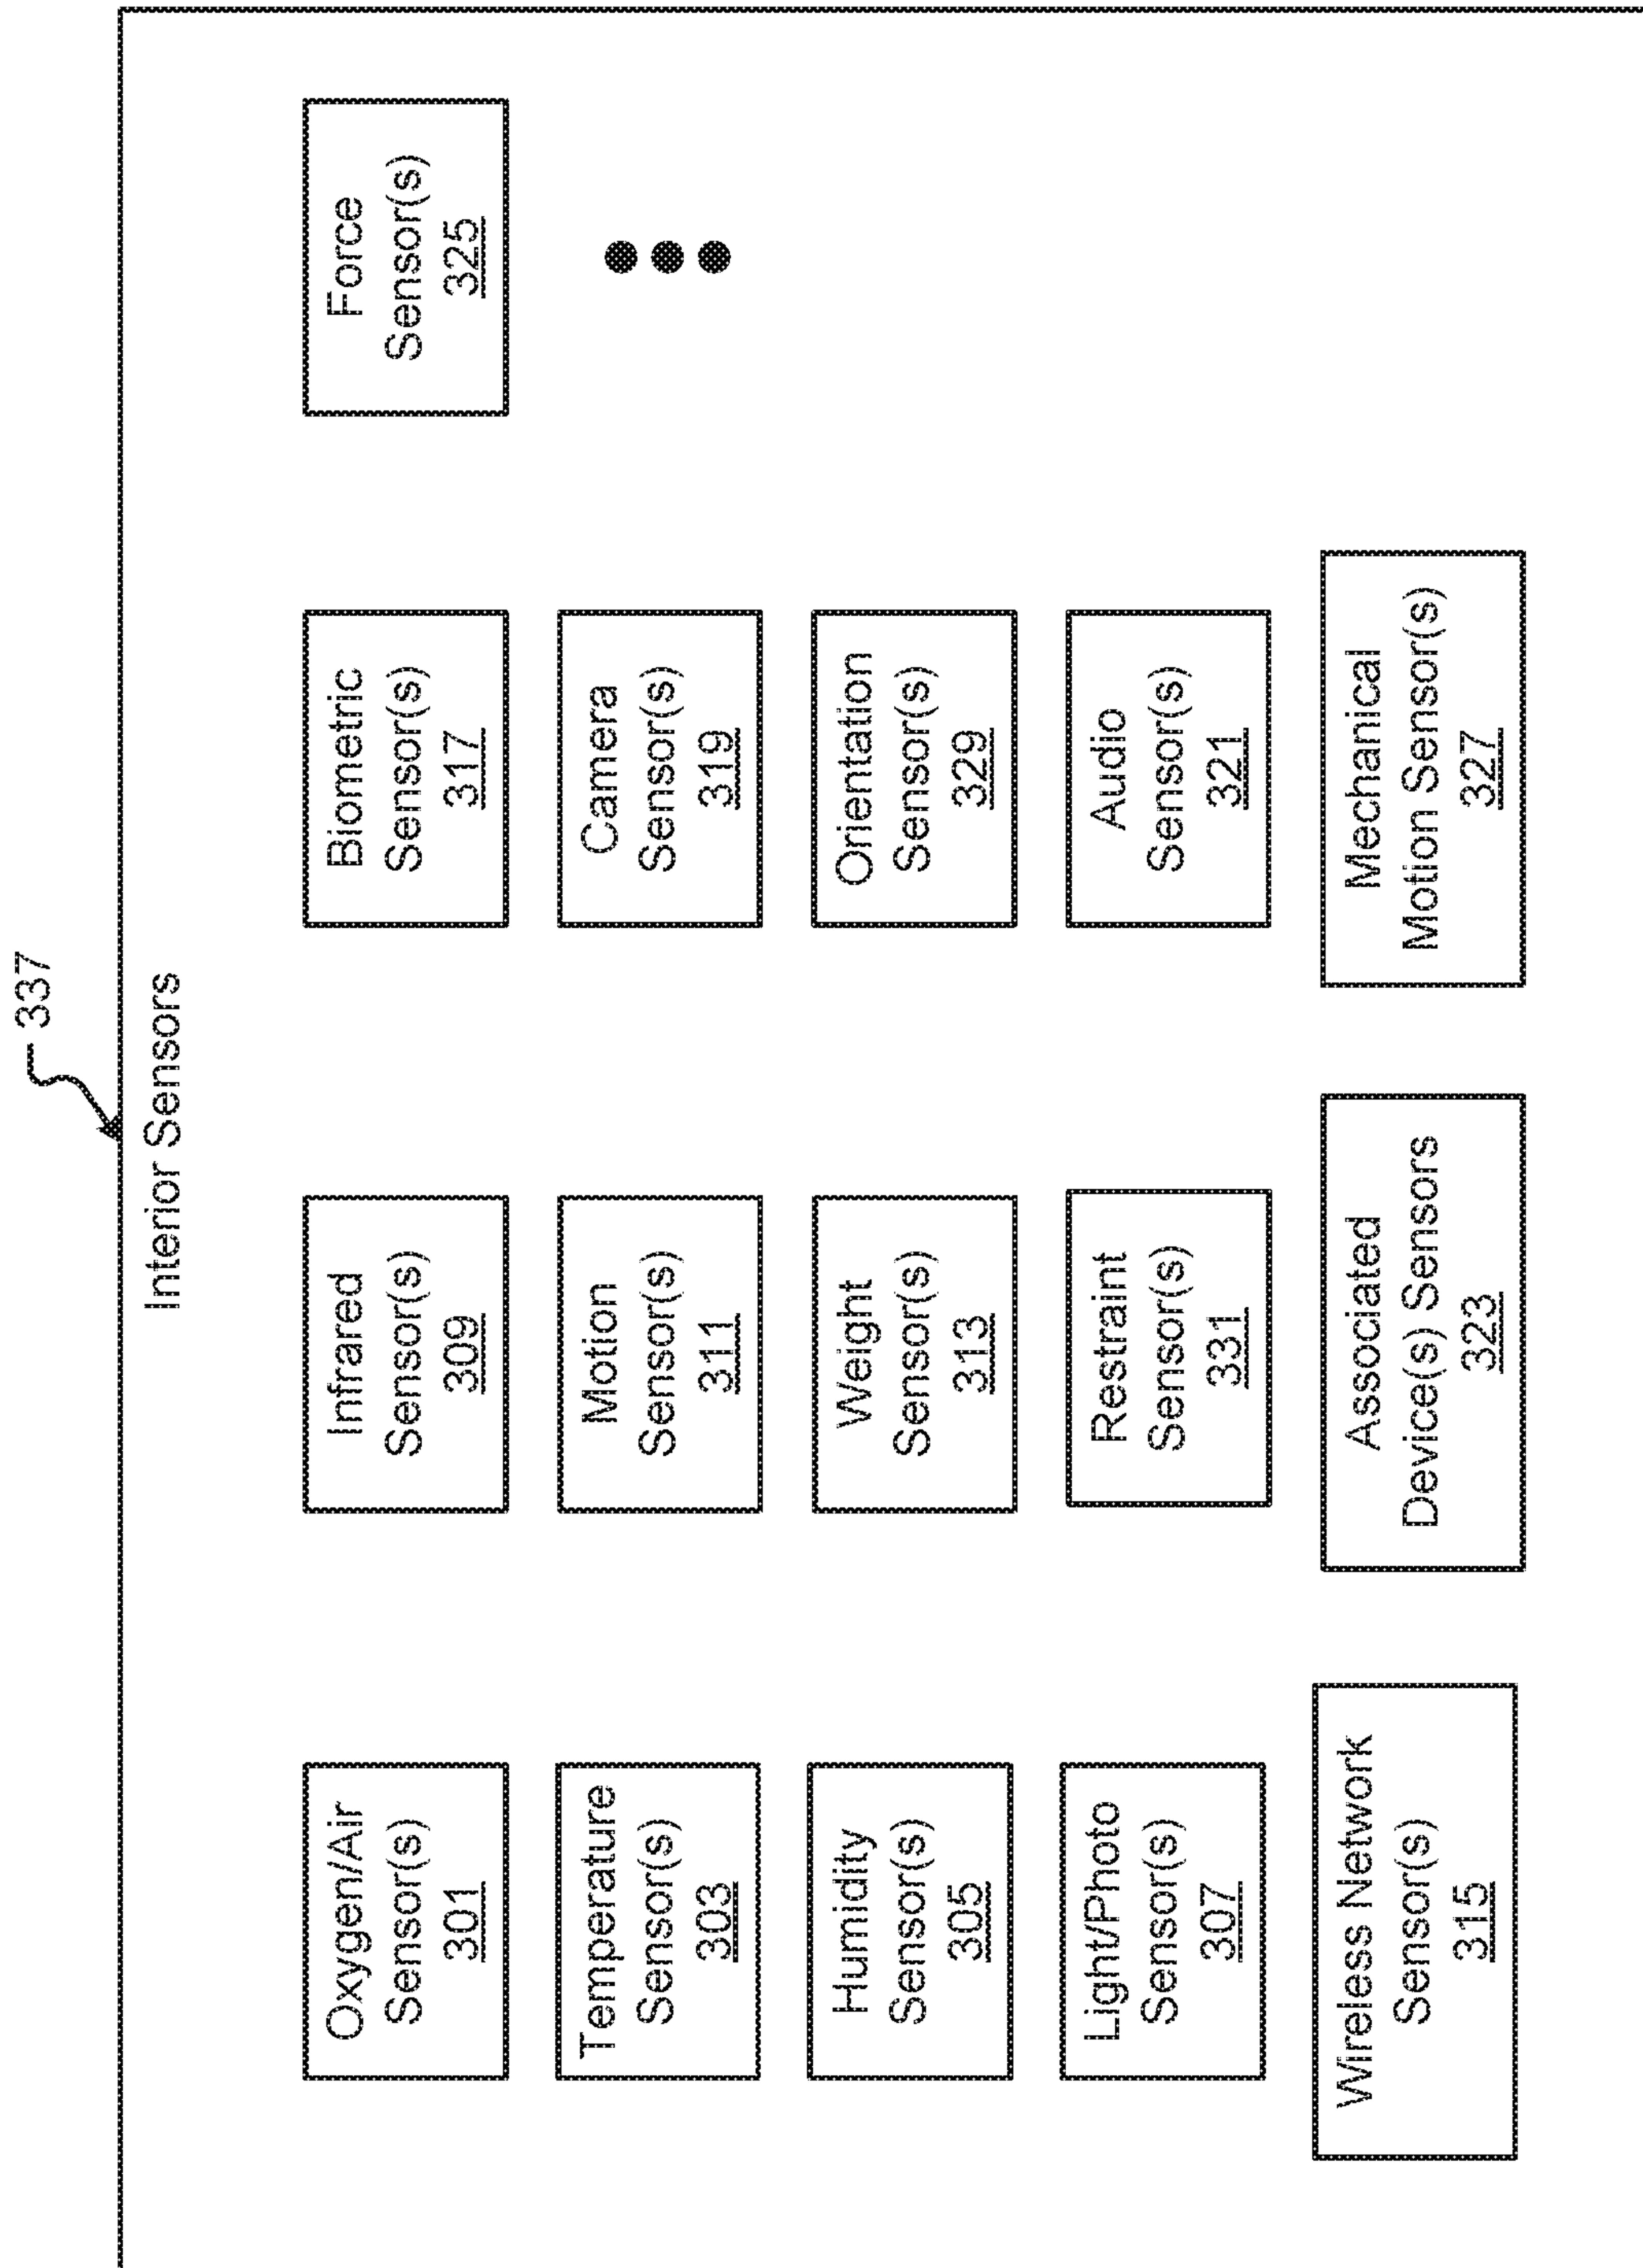 337
Interior Sensors
Oxygen/Air
Sensor(s)
301
Temperature
Sensor(s)
303
Humidity
Sensor(s)
305
Light/Photo
Sensor(s)
307
Wireless Network
Sensor(s)
315
Infrared
Sensor(s)
309
Motion
Sensor(s)
311
Weight
Sensor(s)
313
Restraint
Sensor(s)
331
Associated
Device(s) Sensors
323
Biometric
Sensor(s)
317
Camera
Sensor(s)
319
Orientation
Sensor(s)
329
Audio
Sensor(s)
321
Mechanical
Motion Sensor(s)
327
Force
Sensor(s)
325